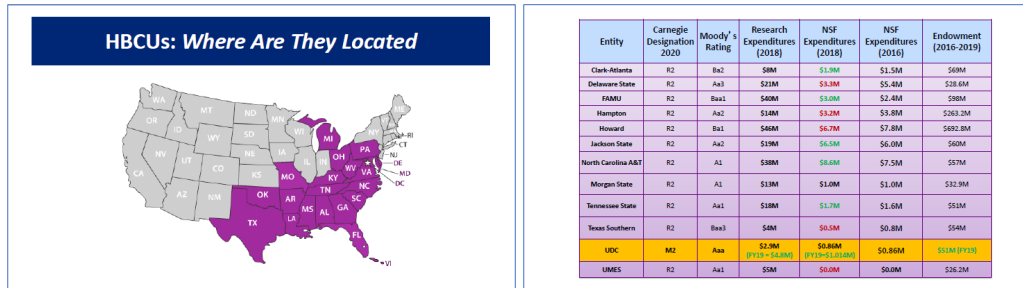 HBCUs: Where Are They Located
WA
OR
CA
NV
ID
MT
WY
UT
AZ
CO
NM
ND
SD
NE
KS
OK
TX
MN
IA
MO
AR
LA
WI
IL
IN
MI
OH
KY
TN
MS
AL
GA
FL
SC
NC
VA
WV
PA
NY
ME
RI
CT
NJ
DE
MD
DC
VI
Entity Carnegie Designation 2020 Moody's Rating Research Expenditures (2018) NSF Expenditures (2018) NSF Expenditures (2016) Endowment (2016-2019)
Clark-Atlanta R2 Ba2 $8M $1.9M $1.5M $69M
Delaware State R2 Aa3 $21M $3.3M $5.4M $28.6M
FAMU R2 Baa1 $40M $3.0M $2.4M $98M
Hampton R2 Aa2 $14M $3.2M $3.8M $263.2M
Howard R2 Ba1 $46M $6.7M $7.8M $692.8M
Jackson State R2 Aa2 $19M $6.5M $6.0M $60M
North Carolina A&T R2 A1 $38M $8.6M $7.5M $57M
Morgan State R2 A1 $13M $1.0M $1.0M $32.9M
Tennessee State R2 Aa1 $18M $1.7M $1.6M $51M
Texas Southern R2 Baa3 $4M $0.5M $0.8M $54M
UDC M2 Aaa $2.9M (FY19 = $4.8M) $0.86M (FY19=$1.014M) $0.86M $51M (FY19)
UMES R2 Aa1 $5M $0.0M $0.0M $26.2M